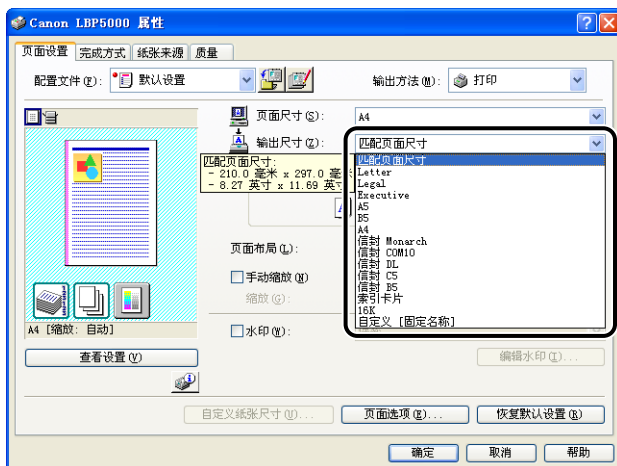 Canon LBP5000 属性
页面设置 完成方式 纸张来源 质量
配置文件(F): 默认设置 输出方法(M): 打印
页面尺寸(S): A4
输出尺寸(Z): 匹配页面尺寸
匹配页面尺寸:
- 210.0 毫米 x 297.0 毫
- 8.27 英寸 x 11.69 英寸
匹配页面尺寸
Letter
Legal
Executive
A5
B5
A4
信封 Monarch
信封 COM10
信封 DL
信封 C5
信封 B5
索引卡片
16K
自定义 [固定名称]
页面布局(L):
手动缩放(N)
缩放(G):
A4 [缩放: 自动]
水印(W):
查看设置(V) 编辑水印(I)...
自定义纸张尺寸(U)... 页面选项(E)... 恢复默认设置(R)
确定 取消 帮助